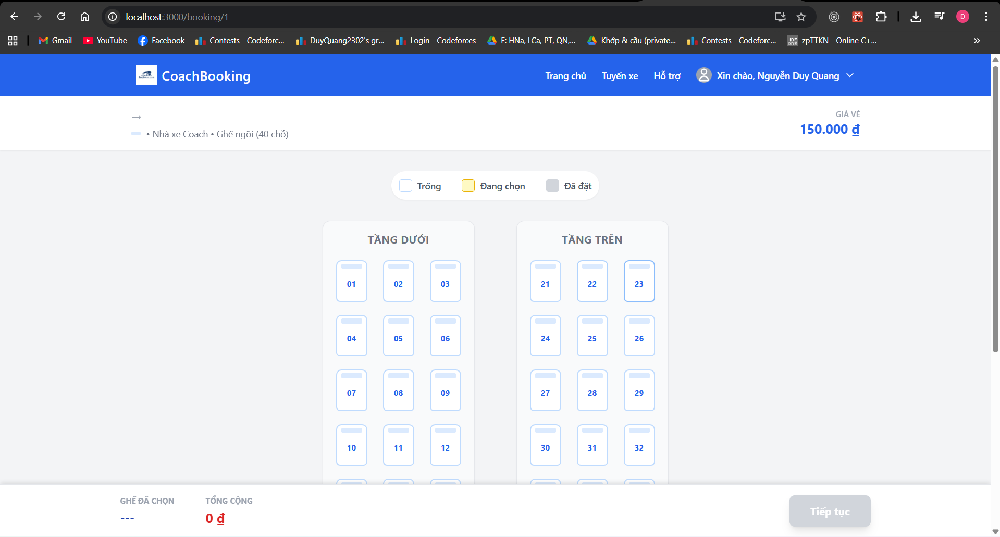 localhost:3000/booking/1
D
Gmail
YouTube
Facebook
Contests - Codeforc...
DuyQuang2302's gr...
Login - Codeforces
E: HNa, LCa, PT, QN,...
Khớp & cầu (private...
Contests - Codeforc...
IDE ONE
zpTTKN - Online C+...
CoachBooking
Trang chủ
Tuyến xe
Hỗ trợ
Xin chào, Nguyễn Duy Quang
→
• Nhà xe Coach • Ghế ngồi (40 chỗ)
GIÁ VÉ
150.000 ₫
Trống
Đang chọn
Đã đặt
TẦNG DƯỚI
01 02 03
04 05 06
07 08 09
10 11 12
TẦNG TRÊN
21 22 23
24 25 26
27 28 29
30 31 32
GHẾ ĐÃ CHỌN
---
TỔNG CỘNG
0 ₫
Tiếp tục